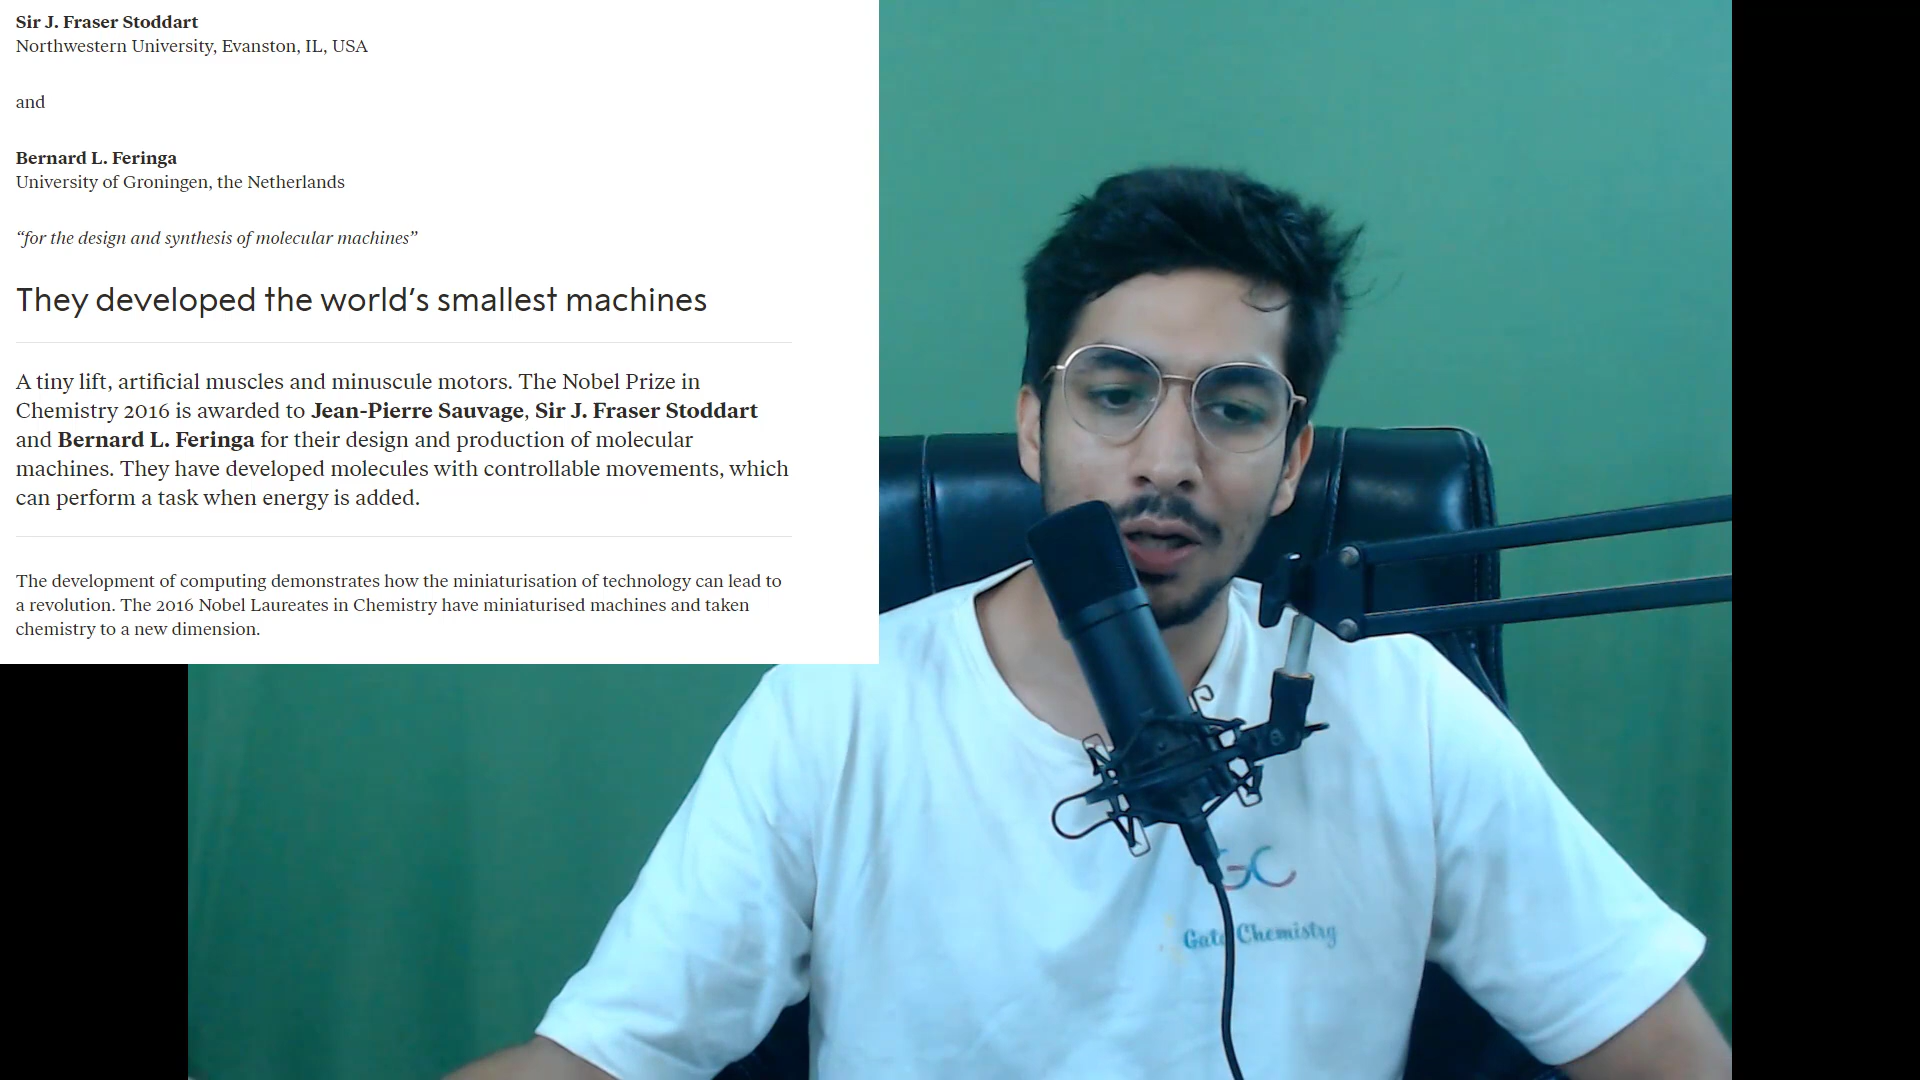 Sir J. Fraser Stoddart
Northwestern University, Evanston, IL, USA
and
Bernard L. Feringa
University of Groningen, the Netherlands
“for the design and synthesis of molecular machines”
They developed the world’s smallest machines
A tiny lift, artificial muscles and minuscule motors. The Nobel Prize in
Chemistry 2016 is awarded to Jean-Pierre Sauvage, Sir J. Fraser Stoddart
and Bernard L. Feringa for their design and production of molecular
machines. They have developed molecules with controllable movements, which
can perform a task when energy is added.
The development of computing demonstrates how the miniaturisation of technology can lead to
a revolution. The 2016 Nobel Laureates in Chemistry have miniaturised machines and taken
chemistry to a new dimension.
GC
Gate Chemistry